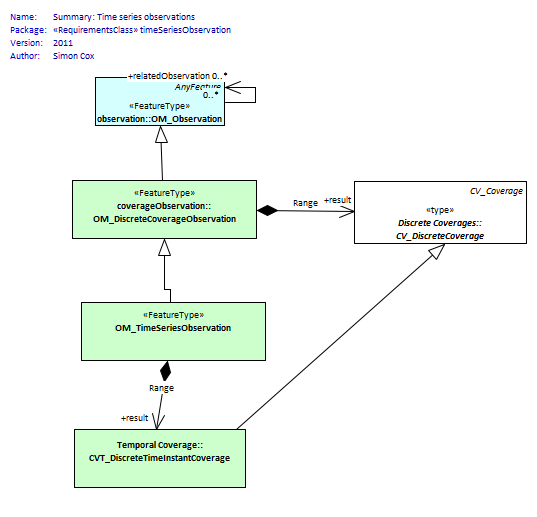 Name: Summary: Time series observations
Package: «RequirementsClass» timeSeriesObservation
Version: 2011
Author: Simon Cox
+relatedObservation 0..*
AnyFeature
0..*
«FeatureType»
observation::OM_Observation
«FeatureType»
coverageObservation::
OM_DiscreteCoverageObservation
Range +result
CV_Coverage
«type»
Discrete Coverages::
CV_DiscreteCoverage
«FeatureType»
OM_TimeSeriesObservation
Range
+result
Temporal Coverage::
CVT_DiscreteTimeInstantCoverage